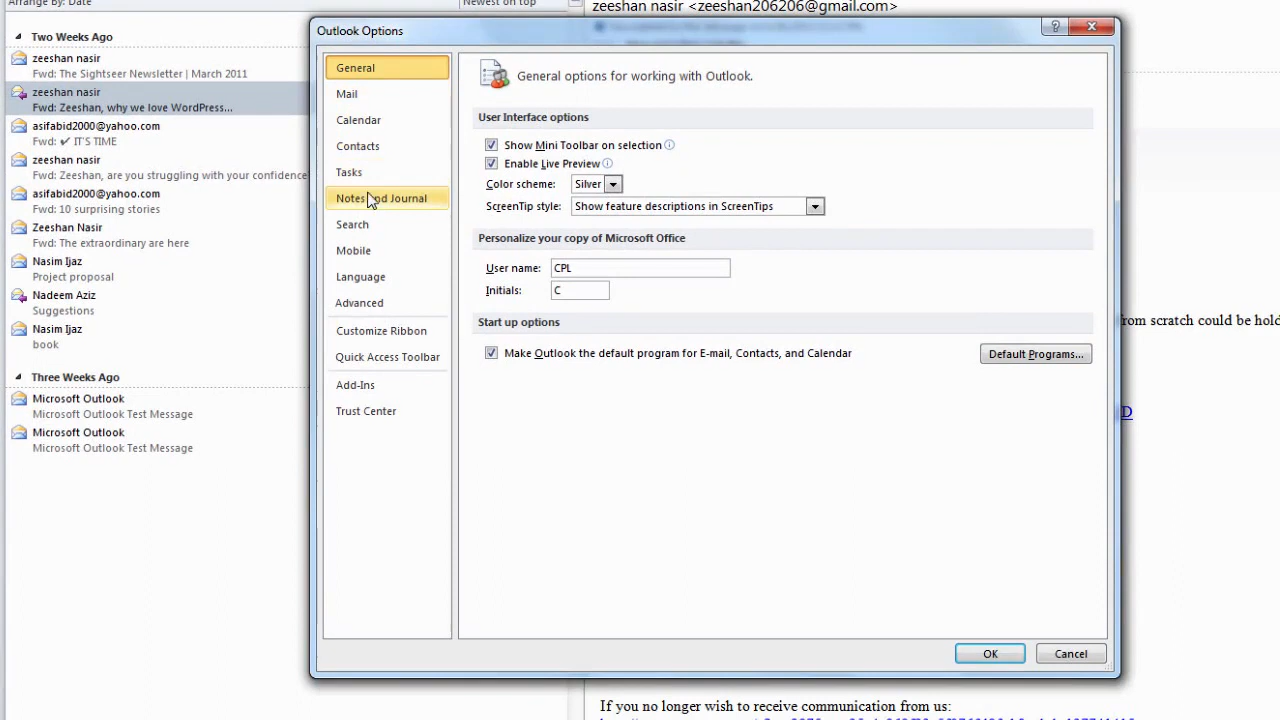 Arrange By: Date
Newest on top
Two Weeks Ago
zeeshan nasir
Fwd: The Sightseer Newsletter | March 2011
zeeshan nasir
Fwd: Zeeshan, why we love WordPress...
asifabid2000@yahoo.com
Fwd: ✔ IT'S TIME
zeeshan nasir
Fwd: Zeeshan, are you struggling with your confidence
asifabid2000@yahoo.com
Fwd: 10 surprising stories
Zeeshan Nasir
Fwd: The extraordinary are here
Nasim Ijaz
Project proposal
Nadeem Aziz
Suggestions
Nasim Ijaz
book
Three Weeks Ago
Microsoft Outlook
Microsoft Outlook Test Message
Microsoft Outlook
Microsoft Outlook Test Message
zeeshan nasir <zeeshan206206@gmail.com>
Outlook Options
General
Mail
Calendar
Contacts
Tasks
Notes and Journal
Search
Mobile
Language
Advanced
Customize Ribbon
Quick Access Toolbar
Add-Ins
Trust Center
General options for working with Outlook.
User Interface options
Show Mini Toolbar on selection
Enable Live Preview
Color scheme: Silver
ScreenTip style: Show feature descriptions in ScreenTips
Personalize your copy of Microsoft Office
User name: CPL
Initials: C
Start up options
Make Outlook the default program for E-mail, Contacts, and Calendar
Default Programs...
OK
Cancel
from scratch could be hold
D
If you no longer wish to receive communication from us: